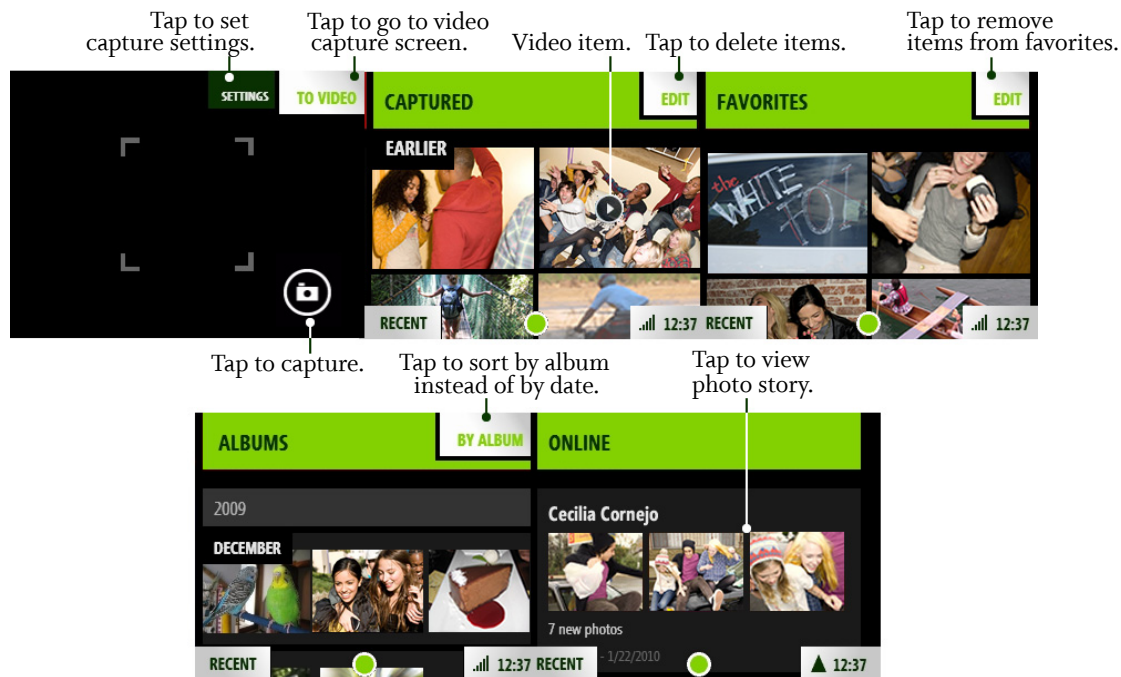 Tap to set
capture settings.
Tap to go to video
capture screen.
Video item.
Tap to delete items.
Tap to remove
items from favorites.
SETTINGS
TO VIDEO
CAPTURED
EDIT
FAVORITES
EDIT
EARLIER
the
WHITE
RECENT
12:37
RECENT
12:37
Tap to capture.
Tap to sort by album
instead of by date.
Tap to view
photo story.
ALBUMS
BY ALBUM
ONLINE
2009
Cecilia Cornejo
DECEMBER
7 new photos
- 1/22/2010
RECENT
12:37
RECENT
12:37